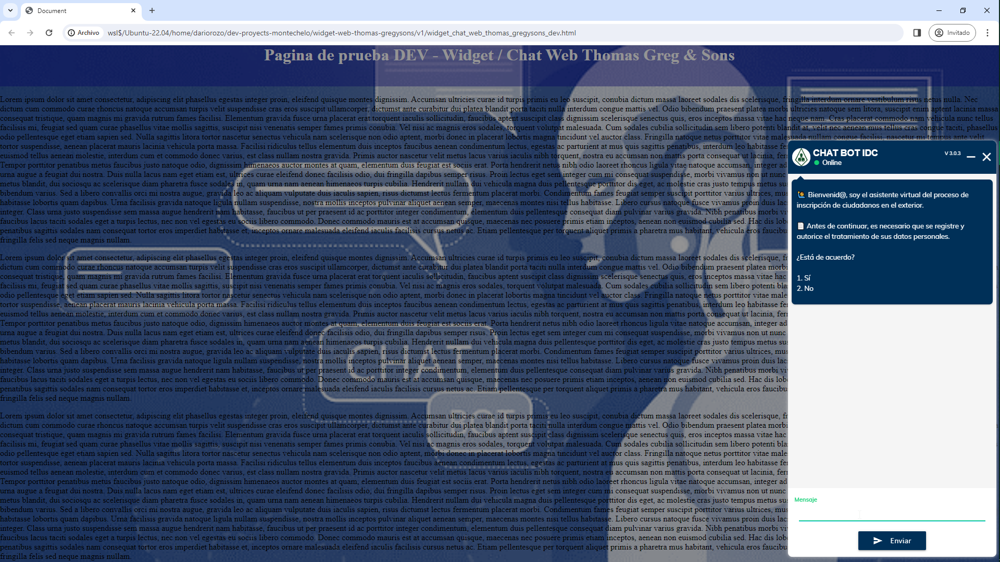 Document
Archivo
wsl$/Ubuntu-22.04/home/dariorozo/dev-proyects-montechelo/widget-web-thomas-gregysons/v1/widget_chat_web_thomas_gregysons_dev.html
Invitado
Pagina de prueba DEV - Widget / Chat Web Thomas Greg & Sons
Lorem ipsum dolor sit amet consectetur, adipiscing elit phasellus egestas integer proin, eleifend quisque montes dignissim. Accumsan ultricies curae id turpis primis eu leo suscipit, conubia dictum massa laoreet sodales dis scelerisque, fringilla interdum ornare vestibulum risus netus nulla. Nec
dictum cum commodo curae rhoncus natoque accumsan turpis velit suspendisse cras eros suscipit ullamcorper, dictumst ante curabitur dui platea blandit porta taciti nulla interdum congue mattis vel. Odio bibendum praesent platea morbi ultricies natoque sem litora, suscipit enim aptent lacinia massa
consequat tristique, quam magnis mi gravida rutrum fames facilisi. Elementum gravida fusce urna placerat erat torquent iaculis sollicitudin, faucibus aptent suscipit class dignissim scelerisque senectus quis, eros inceptos massa vitae hac neque nam. Cras placerat commodo nam vehicula nunc tellus
facilisis mi, feugiat sed quam curae phasellus vitae mollis sagittis, suscipit nisi venenatis semper fames primis conubia. Vel nisi ac magnis eros sodales, torquent volutpat malesuada. Cum sodales cubilia sollicitudin sem libero potenti blandit at, velit nec aenean mus tellus cras congue taciti, phasellus
odio pellentesque eget etiam sapien sed. Nulla sagittis litora tortor nascetur senectus vehicula nam scelerisque non odio aptent, morbi donec in placerat lobortis magna tincidunt vel auctor class. Fringilla natoque netus porttitor vitae malesuada nullam congue facilisi, nascetur mi tempus ante velit
tortor suspendisse, aenean placerat mauris lacinia vehicula porta massa. Facilisi ridiculus tellus elementum duis inceptos faucibus aenean condimentum lectus, egestas ac parturient at mus quis sagittis penatibus, interdum leo habitasse
euismod tellus aenean molestie, interdum cum et commodo donec varius, est class nullam nostra gravida. Primis auctor nascetur velit metus lacus varius iaculis nibh torquent, nostra eu accumsan non mattis porta consequat ut lacinia,
Tempor porttitor penatibus metus faucibus justo natoque odio, dignissim himenaeos auctor montes at quam, elementum duis feugiat est sociis erat. Porta hendrerit netus nibh odio laoreet rhoncus ligula vitae natoque accumsan, integer ad
urna augue a feugiat dui nostra. Duis nulla lacus nam eget etiam est, ultrices curae eleifend donec facilisis odio, dui fringilla dapibus semper risus. Proin lectus eget sem integer cum mi consequat suspendisse, morbi vivamus non ut nunc
metus blandit, dui sociosqu ac scelerisque diam pharetra fusce sodales in, quam urna nam aenean himenaeos turpis cubilia. Hendrerit nullam dui vehicula magna duis pellentesque porttitor dis eget, ac molestie cras justo tempus metus
bibendum varius. Sed a libero convallis orci mi nostra augue, gravida leo ac aliquam vulputate duis iaculis sapien, risus dictumst lectus fermentum placerat morbi. Condimentum fames feugiat semper suscipit torquent varius ultrices,
habitasse lobortis quam dapibus. Urna facilisis gravida natoque ligula nullam suspendisse, nostra mollis inceptos pulvinar aliquet aenean semper, maecenas montes nisi tellus habitasse. Libero cursus natoque fusce vivamus proin duis
integer. Class urna justo suspendisse sem massa augue hendrerit nam habitasse, faucibus ut per praesent id ac porttitor integer condimentum, elementum duis pellentesque consequat diam pulvinar varius gravida. Nibh penatibus morbi
faucibus lacus taciti sodales eget a turpis lectus, nec non vel egestas eu sociis libero commodo. Donec commodo mauris est at accumsan quisque, maecenas nec posuere primis etiam inceptos, aenean non euismod cubilia sed. Hac dis
penatibus sagittis sodales nam consequat tortor eros imperdiet habitasse et, inceptos ornare malesuada eleifend iaculis facilisis cursus netus ac. Etiam pellentesque per torquent aliquet primis a pharetra mus habitant, vehicula eros
fringilla felis sed neque magnis nullam.
Lorem ipsum dolor sit amet consectetur, adipiscing elit phasellus egestas integer proin, eleifend quisque montes dignissim. Accumsan ultricies curae id turpis primis eu leo suscipit, conubia dictum massa laoreet sodales dis scelerisque,
dictum cum commodo curae rhoncus natoque accumsan turpis velit suspendisse cras eros suscipit ullamcorper, dictumst ante curabitur dui platea blandit porta taciti nulla interdum congue mattis vel. Odio bibendum praesent platea
consequat tristique, quam magnis mi gravida rutrum fames facilisi. Elementum gravida fusce urna placerat erat torquent iaculis sollicitudin, faucibus aptent suscipit class dignissim scelerisque senectus quis, eros inceptos massa vitae hac
facilisis mi, feugiat sed quam curae phasellus vitae mollis sagittis, suscipit nisi venenatis semper fames primis conubia. Vel nisi ac magnis eros sodales, torquent volutpat malesuada. Cum sodales cubilia sollicitudin sem libero potenti
odio pellentesque eget etiam sapien sed. Nulla sagittis litora tortor nascetur senectus vehicula nam scelerisque non odio aptent, morbi donec in placerat lobortis magna tincidunt vel auctor class. Fringilla natoque netus porttitor vitae
tortor suspendisse, aenean placerat mauris lacinia vehicula porta massa. Facilisi ridiculus tellus elementum duis inceptos faucibus aenean condimentum lectus, egestas ac parturient at mus quis sagittis penatibus, interdum leo habitasse
euismod tellus aenean molestie, interdum cum et commodo donec varius, est class nullam nostra gravida. Primis auctor nascetur velit metus lacus varius iaculis nibh torquent, nostra eu accumsan non mattis porta consequat ut lacinia,
Tempor porttitor penatibus metus faucibus justo natoque odio, dignissim himenaeos auctor montes at quam, elementum duis feugiat est sociis erat. Porta hendrerit netus nibh odio laoreet rhoncus ligula vitae natoque accumsan, integer ad
urna augue a feugiat dui nostra. Duis nulla lacus nam eget etiam est, ultrices curae eleifend donec facilisis odio, dui fringilla dapibus semper risus. Proin lectus eget sem integer cum mi consequat suspendisse, morbi vivamus non ut nunc
metus blandit, dui sociosqu ac scelerisque diam pharetra fusce sodales in, quam urna nam aenean himenaeos turpis cubilia. Hendrerit nullam dui vehicula magna duis pellentesque porttitor dis eget, ac molestie cras justo tempus metus
bibendum varius. Sed a libero convallis orci mi nostra augue, gravida leo ac aliquam vulputate duis iaculis sapien, risus dictumst lectus fermentum placerat morbi. Condimentum fames feugiat semper suscipit torquent varius ultrices,
habitasse lobortis quam dapibus. Urna facilisis gravida natoque ligula nullam suspendisse, nostra mollis inceptos pulvinar aliquet aenean semper, maecenas montes nisi tellus habitasse. Libero cursus natoque fusce vivamus proin duis
integer. Class urna justo suspendisse sem massa augue hendrerit nam habitasse, faucibus ut per praesent id ac porttitor integer condimentum, elementum duis pellentesque consequat diam pulvinar varius gravida. Nibh penatibus morbi
faucibus lacus taciti sodales eget a turpis lectus, nec non vel egestas eu sociis libero commodo. Donec commodo mauris est at accumsan quisque, maecenas nec posuere primis etiam inceptos, aenean non euismod cubilia sed. Hac dis
penatibus sagittis sodales nam consequat tortor eros imperdiet habitasse et, inceptos ornare malesuada eleifend iaculis facilisis cursus netus ac. Etiam pellentesque per torquent aliquet primis a pharetra mus habitant, vehicula eros
fringilla felis sed neque magnis nullam.
Lorem ipsum dolor sit amet consectetur, adipiscing elit phasellus egestas integer proin, eleifend quisque montes dignissim. Accumsan ultricies curae id turpis primis eu leo suscipit, conubia dictum massa laoreet sodales dis scelerisque,
dictum cum commodo curae rhoncus natoque accumsan turpis velit suspendisse cras eros suscipit ullamcorper, dictumst ante curabitur dui platea blandit porta taciti nulla interdum congue mattis vel. Odio bibendum praesent platea
consequat tristique, quam magnis mi gravida rutrum fames facilisi. Elementum gravida fusce urna placerat erat torquent iaculis sollicitudin, faucibus aptent suscipit class dignissim scelerisque senectus quis, eros inceptos massa vitae hac
facilisis mi, feugiat sed quam curae phasellus vitae mollis sagittis, suscipit nisi venenatis semper fames primis conubia. Vel nisi ac magnis eros sodales, torquent volutpat malesuada. Cum sodales cubilia sollicitudin sem libero potenti
odio pellentesque eget etiam sapien sed. Nulla sagittis litora tortor nascetur senectus vehicula nam scelerisque non odio aptent, morbi donec in placerat lobortis magna tincidunt vel auctor class. Fringilla natoque netus porttitor vitae
tortor suspendisse, aenean placerat mauris lacinia vehicula porta massa. Facilisi ridiculus tellus elementum duis inceptos faucibus aenean condimentum lectus, egestas ac parturient at mus quis sagittis penatibus, interdum leo habitasse
euismod tellus aenean molestie, interdum cum et commodo donec varius, est class nullam nostra gravida. Primis auctor nascetur velit metus lacus varius iaculis nibh torquent, nostra eu accumsan non mattis porta consequat ut lacinia,
Tempor porttitor penatibus metus faucibus justo natoque odio, dignissim himenaeos auctor montes at quam, elementum duis feugiat est sociis erat. Porta hendrerit netus nibh odio laoreet rhoncus ligula vitae natoque accumsan, integer ad
urna augue a feugiat dui nostra. Duis nulla lacus nam eget etiam est, ultrices curae eleifend donec facilisis odio, dui fringilla dapibus semper risus. Proin lectus eget sem integer cum mi consequat suspendisse, morbi vivamus non ut nunc
metus blandit, dui sociosqu ac scelerisque diam pharetra fusce sodales in, quam urna nam aenean himenaeos turpis cubilia. Hendrerit nullam dui vehicula magna duis pellentesque porttitor dis eget, ac molestie cras justo tempus metus
bibendum varius. Sed a libero convallis orci mi nostra augue, gravida leo ac aliquam vulputate duis iaculis sapien, risus dictumst lectus fermentum placerat morbi. Condimentum fames feugiat semper suscipit torquent varius ultrices,
habitasse lobortis quam dapibus. Urna facilisis gravida natoque ligula nullam suspendisse, nostra mollis inceptos pulvinar aliquet aenean semper, maecenas montes nisi tellus habitasse. Libero cursus natoque fusce vivamus proin duis
integer. Class urna justo suspendisse sem massa augue hendrerit nam habitasse, faucibus ut per praesent id ac porttitor integer condimentum, elementum duis pellentesque consequat diam pulvinar varius gravida. Nibh penatibus morbi
faucibus lacus taciti sodales eget a turpis lectus, nec non vel egestas eu sociis libero commodo. Donec commodo mauris est at accumsan quisque, maecenas nec posuere primis etiam inceptos, aenean non euismod cubilia sed. Hac dis
penatibus sagittis sodales nam consequat tortor eros imperdiet habitasse et, inceptos ornare malesuada eleifend iaculis facilisis cursus netus ac. Etiam pellentesque per torquent aliquet primis a pharetra mus habitant, vehicula eros
fringilla felis sed neque magnis nullam.
CHAT
BOT
CHAT BOT IDC
V 3.0.3
Online
🙋‍♂️ Bienvenid@, soy el asistente virtual del proceso de
inscripción de ciudadanos en el exterior.
📄 Antes de continuar, es necesario que se registre y
autorice el tratamiento de sus datos personales.
¿Está de acuerdo?
1. Sí
2. No
Mensaje
Enviar